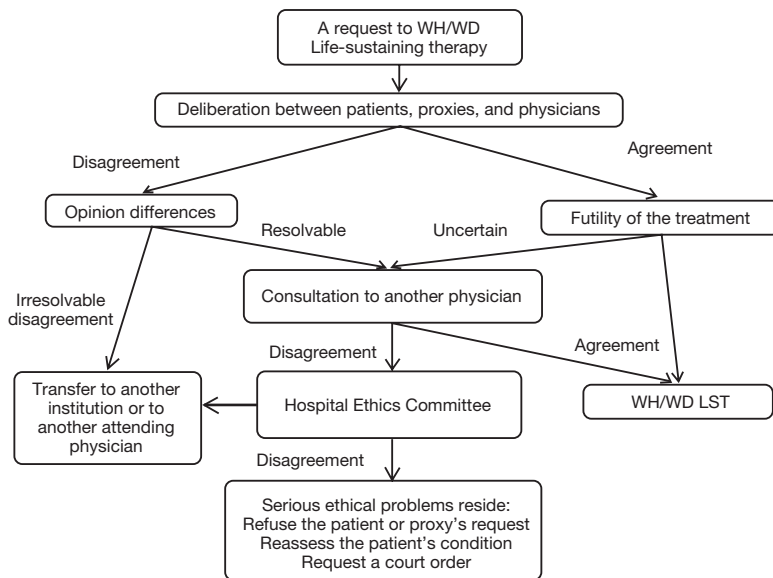 A request to WH/WD
Life-sustaining therapy
Deliberation between patients, proxies, and physicians
Disagreement
Agreement
Opinion differences
Futility of the treatment
Resolvable
Uncertain
Consultation to another physician
Irresolvable
disagreement
Disagreement
Agreement
Transfer to another
institution or to
another attending
physician
Hospital Ethics Committee
WH/WD LST
Disagreement
Serious ethical problems reside:
Refuse the patient or proxy's request
Reassess the patient's condition
Request a court order